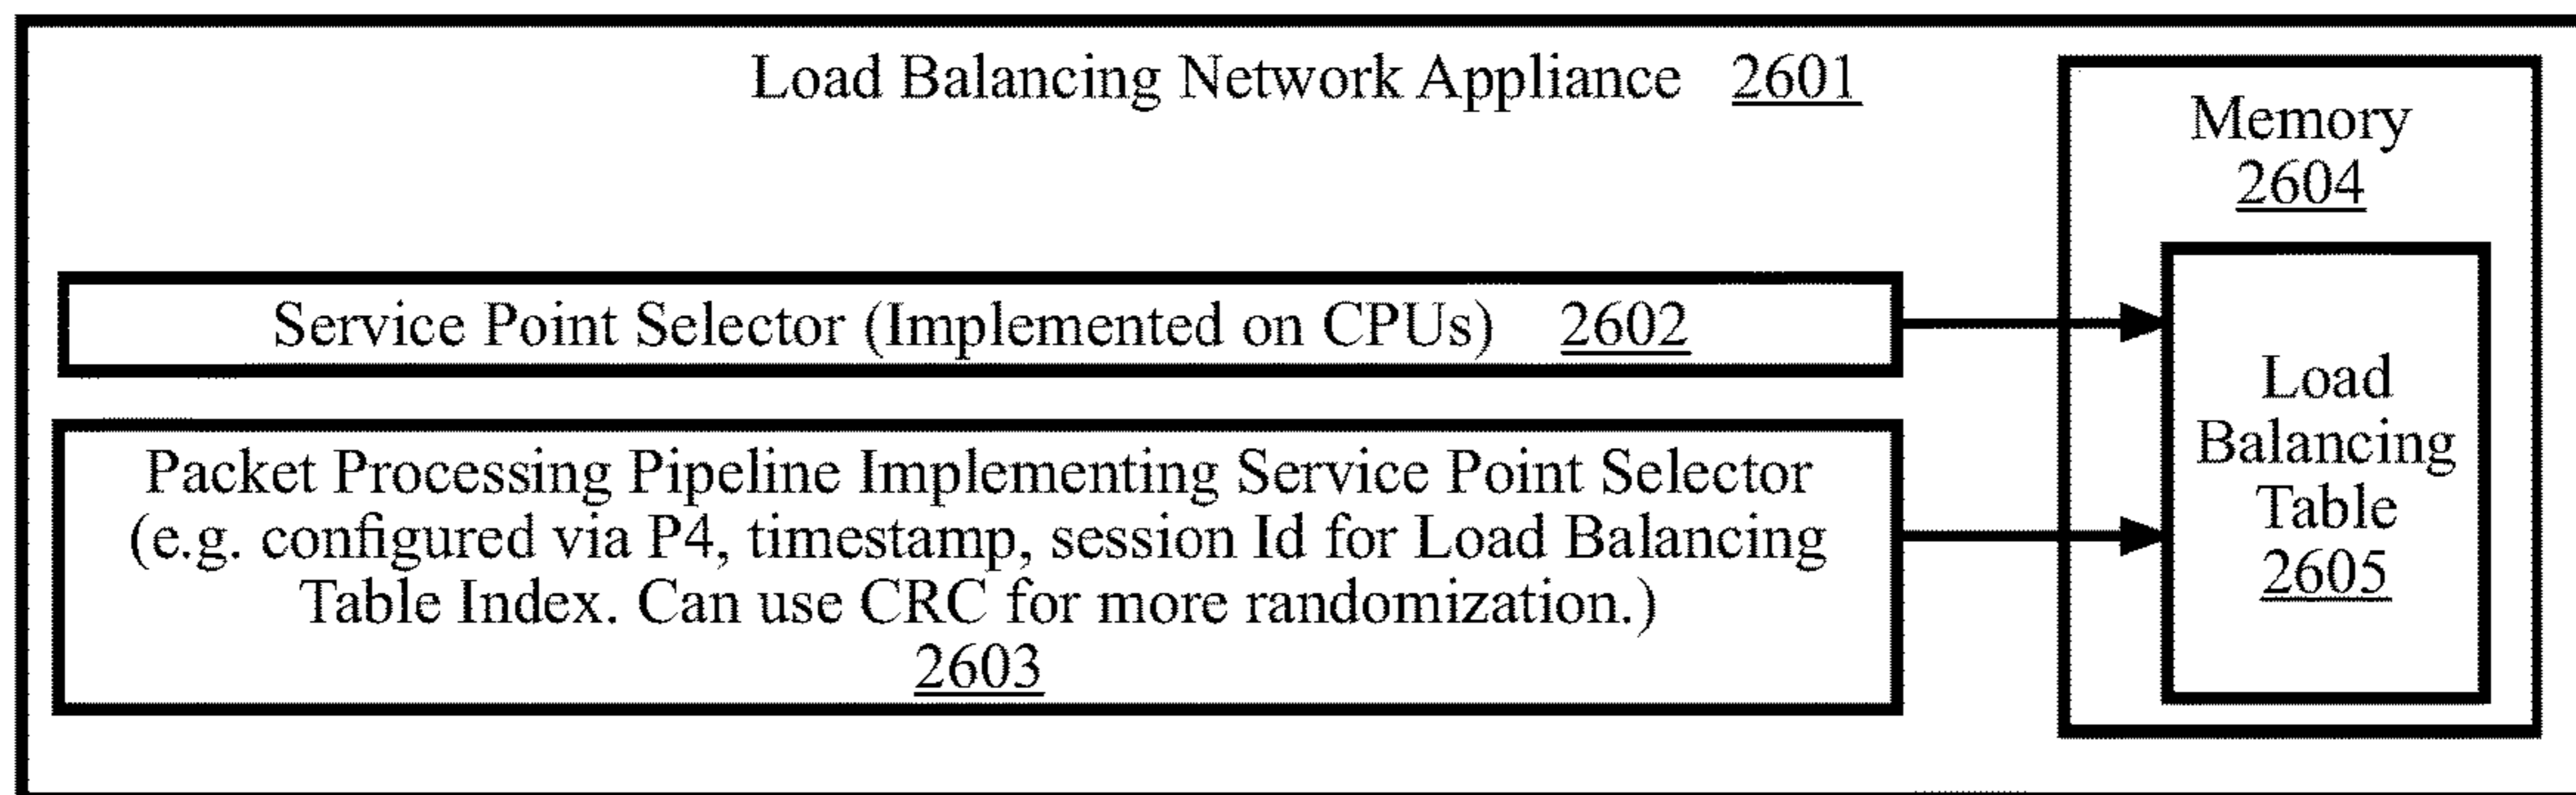 Load Balancing Network Appliance 2601
Memory
2604
Service Point Selector (Implemented on CPUs) 2602
Packet Processing Pipeline Implementing Service Point Selector
(e.g. configured via P4, timestamp, session Id for Load Balancing
Table Index. Can use CRC for more randomization.)
2603
Load
Balancing
Table
2605